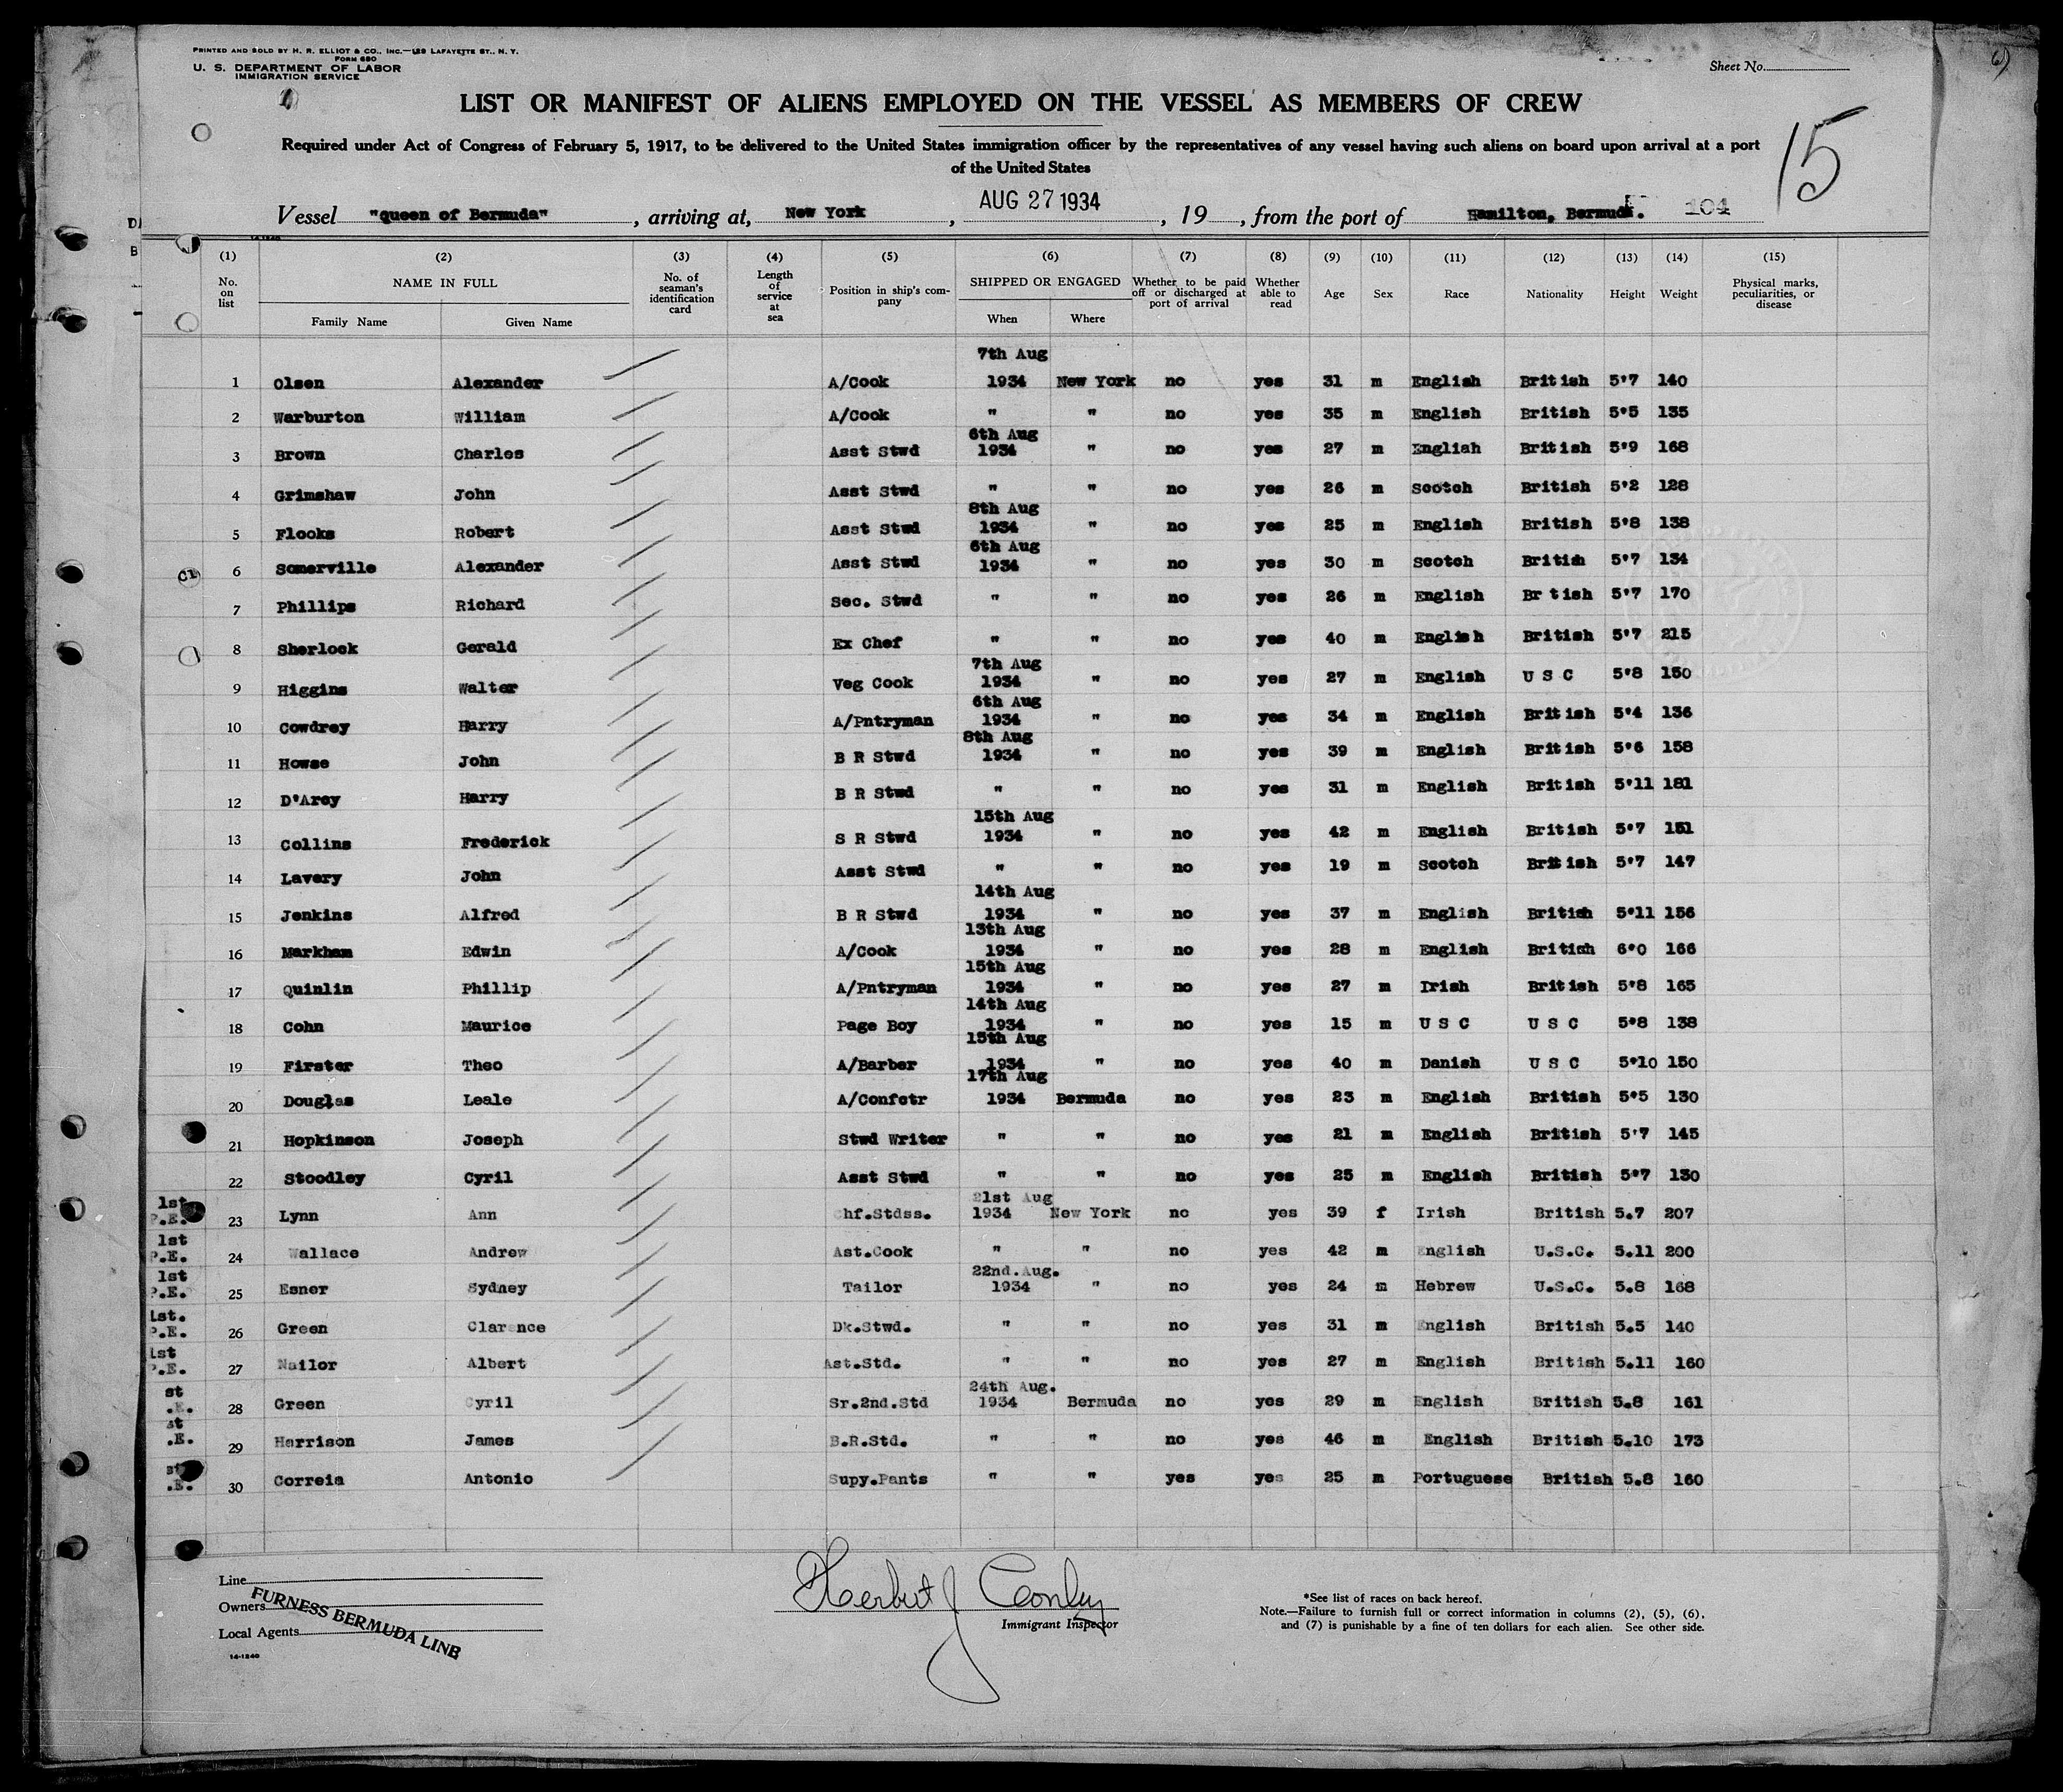 PRINTED AND SOLD BY H. R. ELLIOT & CO., INC.—129 LAFAYETTE ST., N. Y.
FORM 680
U. S. DEPARTMENT OF LABOR
IMMIGRATION SERVICE
Sheet No.
LIST OR MANIFEST OF ALIENS EMPLOYED ON THE VESSEL AS MEMBERS OF CREW
15
Required under Act of Congress of February 5, 1917, to be delivered to the United States immigration officer by the representatives of any vessel having such aliens on board upon arrival at a port
of the United States
Vessel "queen of Bermuda", arriving at, New York, AUG 27 1934, 19, from the port of Hamilton, Bermuda. 104
(1) (2) (3) (4) (5) (6) (7) (8) (9) (10) (11) (12) (13) (14) (15)
No. on list NAME IN FULL Family Name Given Name No. of seaman's identification card Length of service at sea Position in ship's company SHIPPED OR ENGAGED When Where Whether to be paid off or discharged at port of arrival Whether able to read Age Sex Race Nationality Height Weight Physical marks, peculiarities, or disease
7th Aug
1 Olsen Alexander A/Cook 1934 New York no yes 31 m English British 5'7 140
2 Warburton William A/Cook " " no yes 35 m English British 5'5 135
6th Aug
3 Brown Charles Asst Stwd 1934 " no yes 27 m Engliah British 5'9 168
4 Grimshaw John Asst Stwd " " no yes 26 m Scotch British 5'2 128
8th Aug
5 Flooks Robert Asst Stwd 1934 " no yes 25 m English British 5'8 138
6th Aug
6 Somerville Alexander Asst Stwd 1934 " no yes 30 m Scotch British 5'7 134
7 Phillips Richard Sec. Stwd " " no yes 26 m English Br tish 5'7 170
8 Sherlock Gerald Ex Chef " " no yes 40 m English British 5'7 215
7th Aug
9 Higgins Walter Veg Cook 1934 " no yes 27 m English U S C 5'8 150
6th Aug
10 Cowdrey Harry A/Pntryman 1934 " no yes 34 m English British 5'4 136
8th Aug
11 Howse John B R Stwd 1934 " no yes 39 m English British 5'6 158
12 D'Arcy Harry B R Stwd " " no yes 31 m English British 5'11 181
15th Aug
13 Collins Frederick S R Stwd 1934 " no yes 42 m English British 5'7 151
14 Lavery John Asst Stwd " " no yes 19 m Scotch British 5'7 147
14th Aug
15 Jenkins Alfred B R Stwd 1934 " no yes 37 m English British 5'11 156
13th Aug
16 Markham Edwin A/Cook 1934 " no yes 28 m English British 6'0 166
15th Aug
17 Quinlin Phillip A/Pntryman 1934 " no yes 27 m Irish British 5'8 165
14th Aug
18 Cohn Maurice Page Boy 1934 " no yes 15 m U S C U S C 5'8 138
15th Aug
19 Firster Theo A/Barber 1934 " no yes 40 m Danish U S C 5'10 150
17th Aug
20 Douglas Leale A/Confctr 1934 Bermuda no yes 23 m English British 5'5 130
21 Hopkinson Joseph Stwd Writer " " no yes 21 m English British 5'7 145
22 Stoodley Cyril Asst Stwd " " no yes 25 m English British 5'7 130
1st 21st Aug
P.E. 23 Lynn Ann Chf.Stdss. 1934 New York no yes 39 f Irish British 5.7 207
1st
P.E. 24 Wallace Andrew Ast.Cook " " no yes 42 m English U.S.C. 5.11 200
1st 22nd.Aug.
P.E. 25 Esner Sydney Tailor 1934 " no yes 24 m Hebrew U.S.C. 5.8 168
1st.
P.E. 26 Green Clarence Dk.Stwd. " " no yes 31 m English British 5.5 140
1st
P.E. 27 Nailor Albert Ast.Std. " " no yes 27 m English British 5.11 160
st 24th Aug.
.E. 28 Green Cyril Sr.2nd.Std 1934 Bermuda no yes 29 m English British 5.8 161
st
.E. 29 Harrison James B.R.Std. " " no yes 46 m English British 5.10 173
st
.E. 30 Correia Antonio Supy.Pants " " yes yes 25 m Portuguese British 5.8 160
Line
Owners
FURNESS BERMUDA LINE
Local Agents
14-1240
Herbert J Conley
Immigrant Inspector
*See list of races on back hereof.
Note.—Failure to furnish full or correct information in columns (2), (5), (6),
and (7) is punishable by a fine of ten dollars for each alien. See other side.